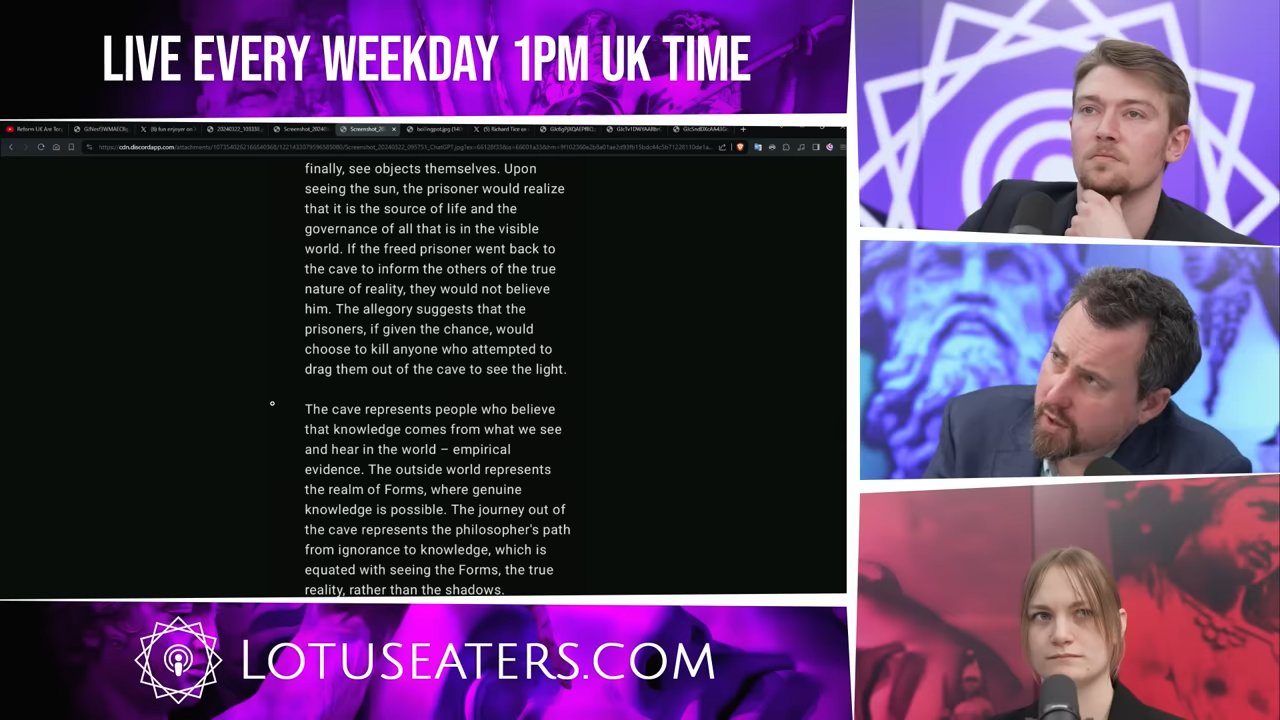 LIVE EVERY WEEKDAY 1PM UK TIME
finally, see objects themselves. Upon
seeing the sun, the prisoner would realize
that it is the source of life and the
governance of all that is in the visible
world. If the freed prisoner went back to
the cave to inform the others of the true
nature of reality, they would not believe
him. The allegory suggests that the
prisoners, if given the chance, would
choose to kill anyone who attempted to
drag them out of the cave to see the light.
The cave represents people who believe
that knowledge comes from what we see
and hear in the world – empirical
evidence. The outside world represents
the realm of Forms, where genuine
knowledge is possible. The journey out of
the cave represents the philosopher's path
from ignorance to knowledge, which is
equated with seeing the Forms, the true
reality, rather than the shadows.
LOTUSEATERS.COM